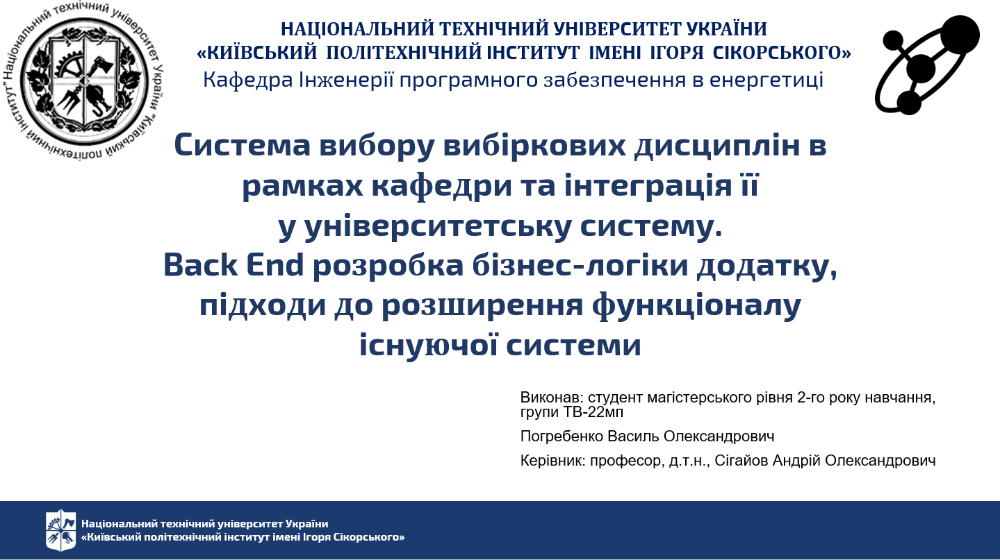 Національний технічний університет України "Київський політехнічний інститут"
НАЦІОНАЛЬНИЙ ТЕХНІЧНИЙ УНІВЕРСИТЕТ УКРАЇНИ
«КИЇВСЬКИЙ ПОЛІТЕХНІЧНИЙ ІНСТИТУТ ІМЕНІ ІГОРЯ СІКОРСЬКОГО»
Кафедра Інженерії програмного забезпечення в енергетиці
Система вибору вибіркових дисциплін в
рамках кафедри та інтеграція її
у університетську систему.
Back End розробка бізнес-логіки додатку,
підходи до розширення функціоналу
існуючої системи
Виконав: студент магістерського рівня 2-го року навчання,
групи ТВ-22мп
Погребенко Василь Олександрович
Керівник: професор, д.т.н., Сігайов Андрій Олександрович
Національний технічний університет України
«Київський політехнічний інститут імені Ігоря Сікорського»